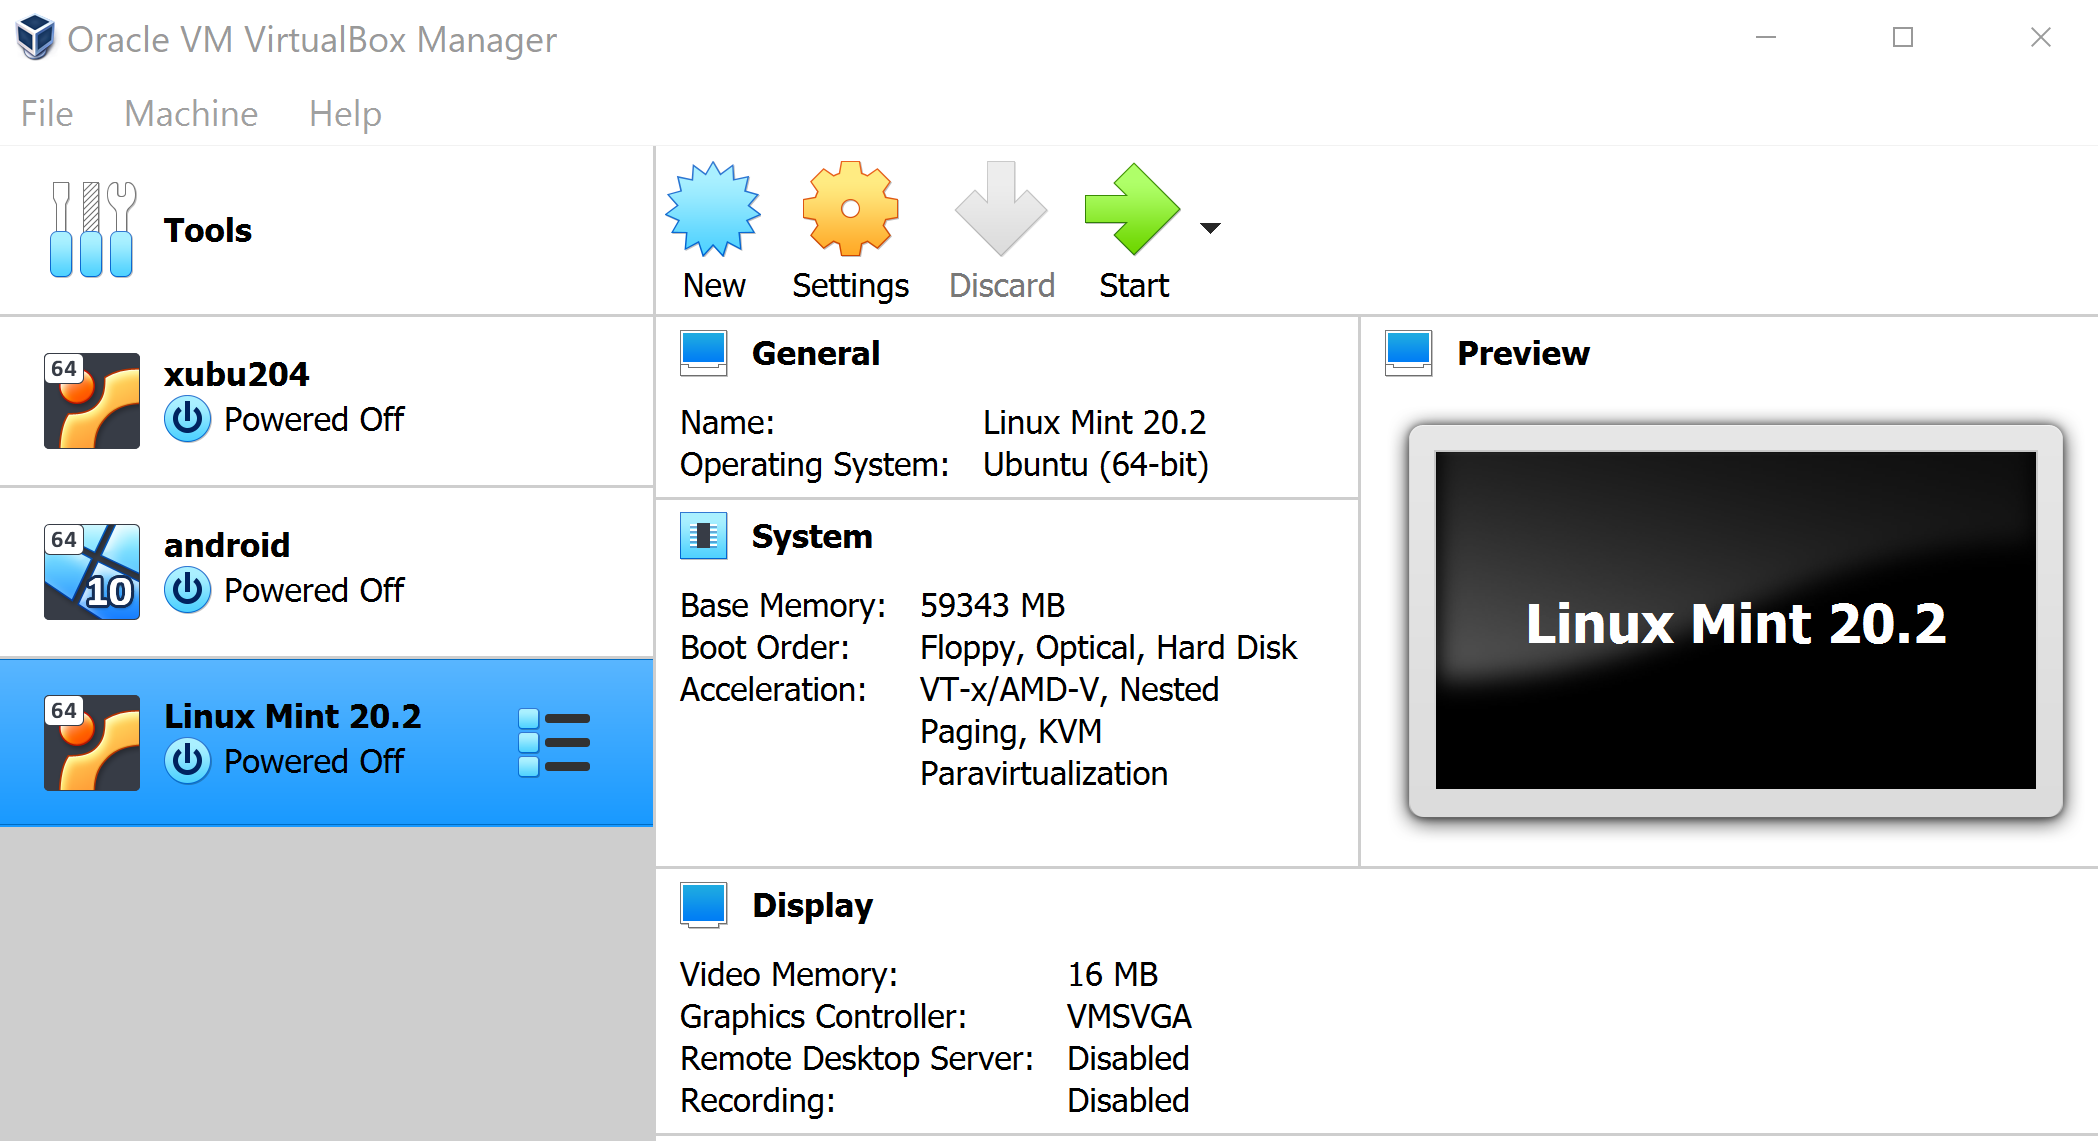 Oracle VM VirtualBox Manager
File Machine Help
Tools
New Settings Discard Start
64
xubu204
Powered Off
64
10
android
Powered Off
64
Linux Mint 20.2
Powered Off
General
Name: Linux Mint 20.2
Operating System: Ubuntu (64-bit)
System
Base Memory: 59343 MB
Boot Order: Floppy, Optical, Hard Disk
Acceleration: VT-x/AMD-V, Nested
Paging, KVM
Paravirtualization
Preview
Linux Mint 20.2
Display
Video Memory: 16 MB
Graphics Controller: VMSVGA
Remote Desktop Server: Disabled
Recording: Disabled